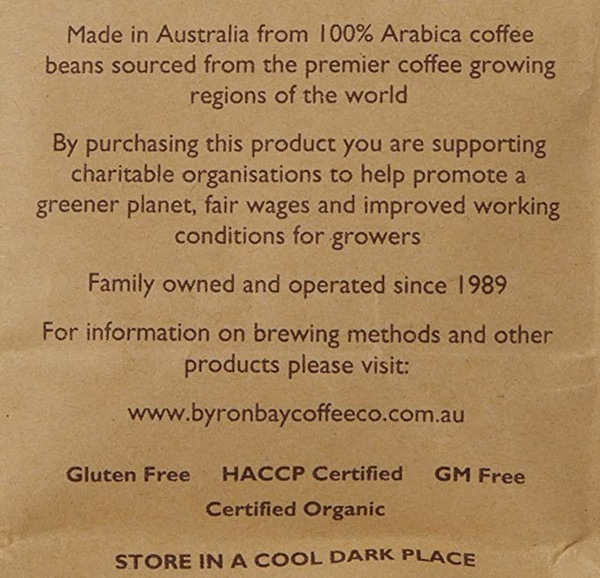 Made in Australia from 100% Arabica coffee
beans sourced from the premier coffee growing
regions of the world
By purchasing this product you are supporting
charitable organisations to help promote a
greener planet, fair wages and improved working
conditions for growers
Family owned and operated since 1989
For information on brewing methods and other
products please visit:
www.byronbaycoffeeco.com.au
Gluten Free HACCP Certified GM Free
Certified Organic
STORE IN A COOL DARK PLACE